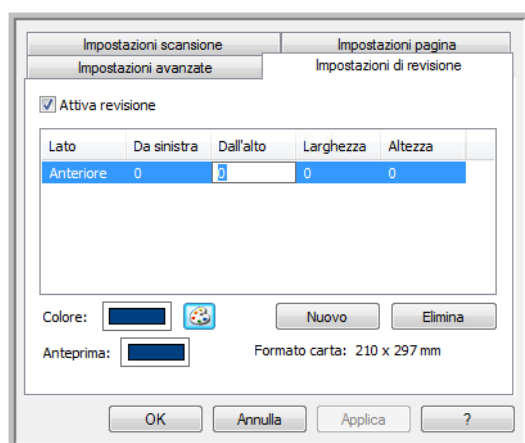 Impostazioni scansione Impostazioni pagina
Impostazioni avanzate Impostazioni di revisione
Attiva revisione
Lato Da sinistra Dall'alto Larghezza Altezza
Anteriore 0 0 0 0
Colore: Nuovo Elimina
Anteprima: Formato carta: 210 x 297 mm
OK Annulla Applica ?